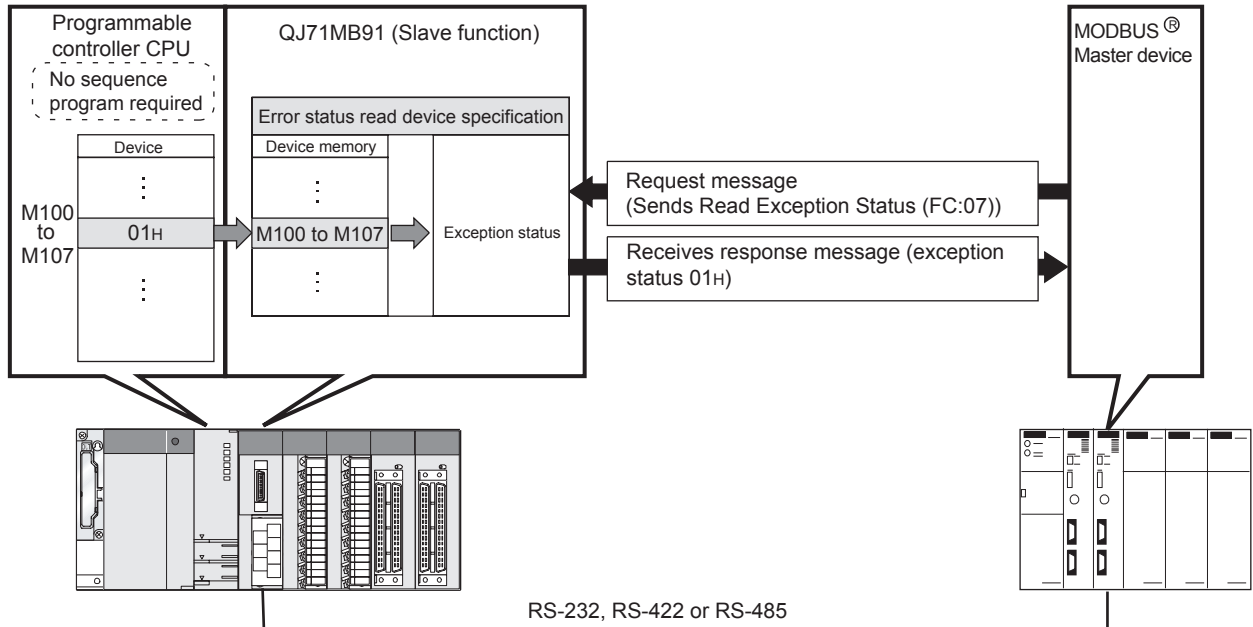 Programmable
controller CPU
No sequence
program required
Device
M100
to
M107
01H
QJ71MB91 (Slave function)
Error status read device specification
Device memory
M100 to M107
Exception status
Request message
(Sends Read Exception Status (FC:07))
Receives response message (exception
status 01H)
MODBUS ®
Master device
RS-232, RS-422 or RS-485